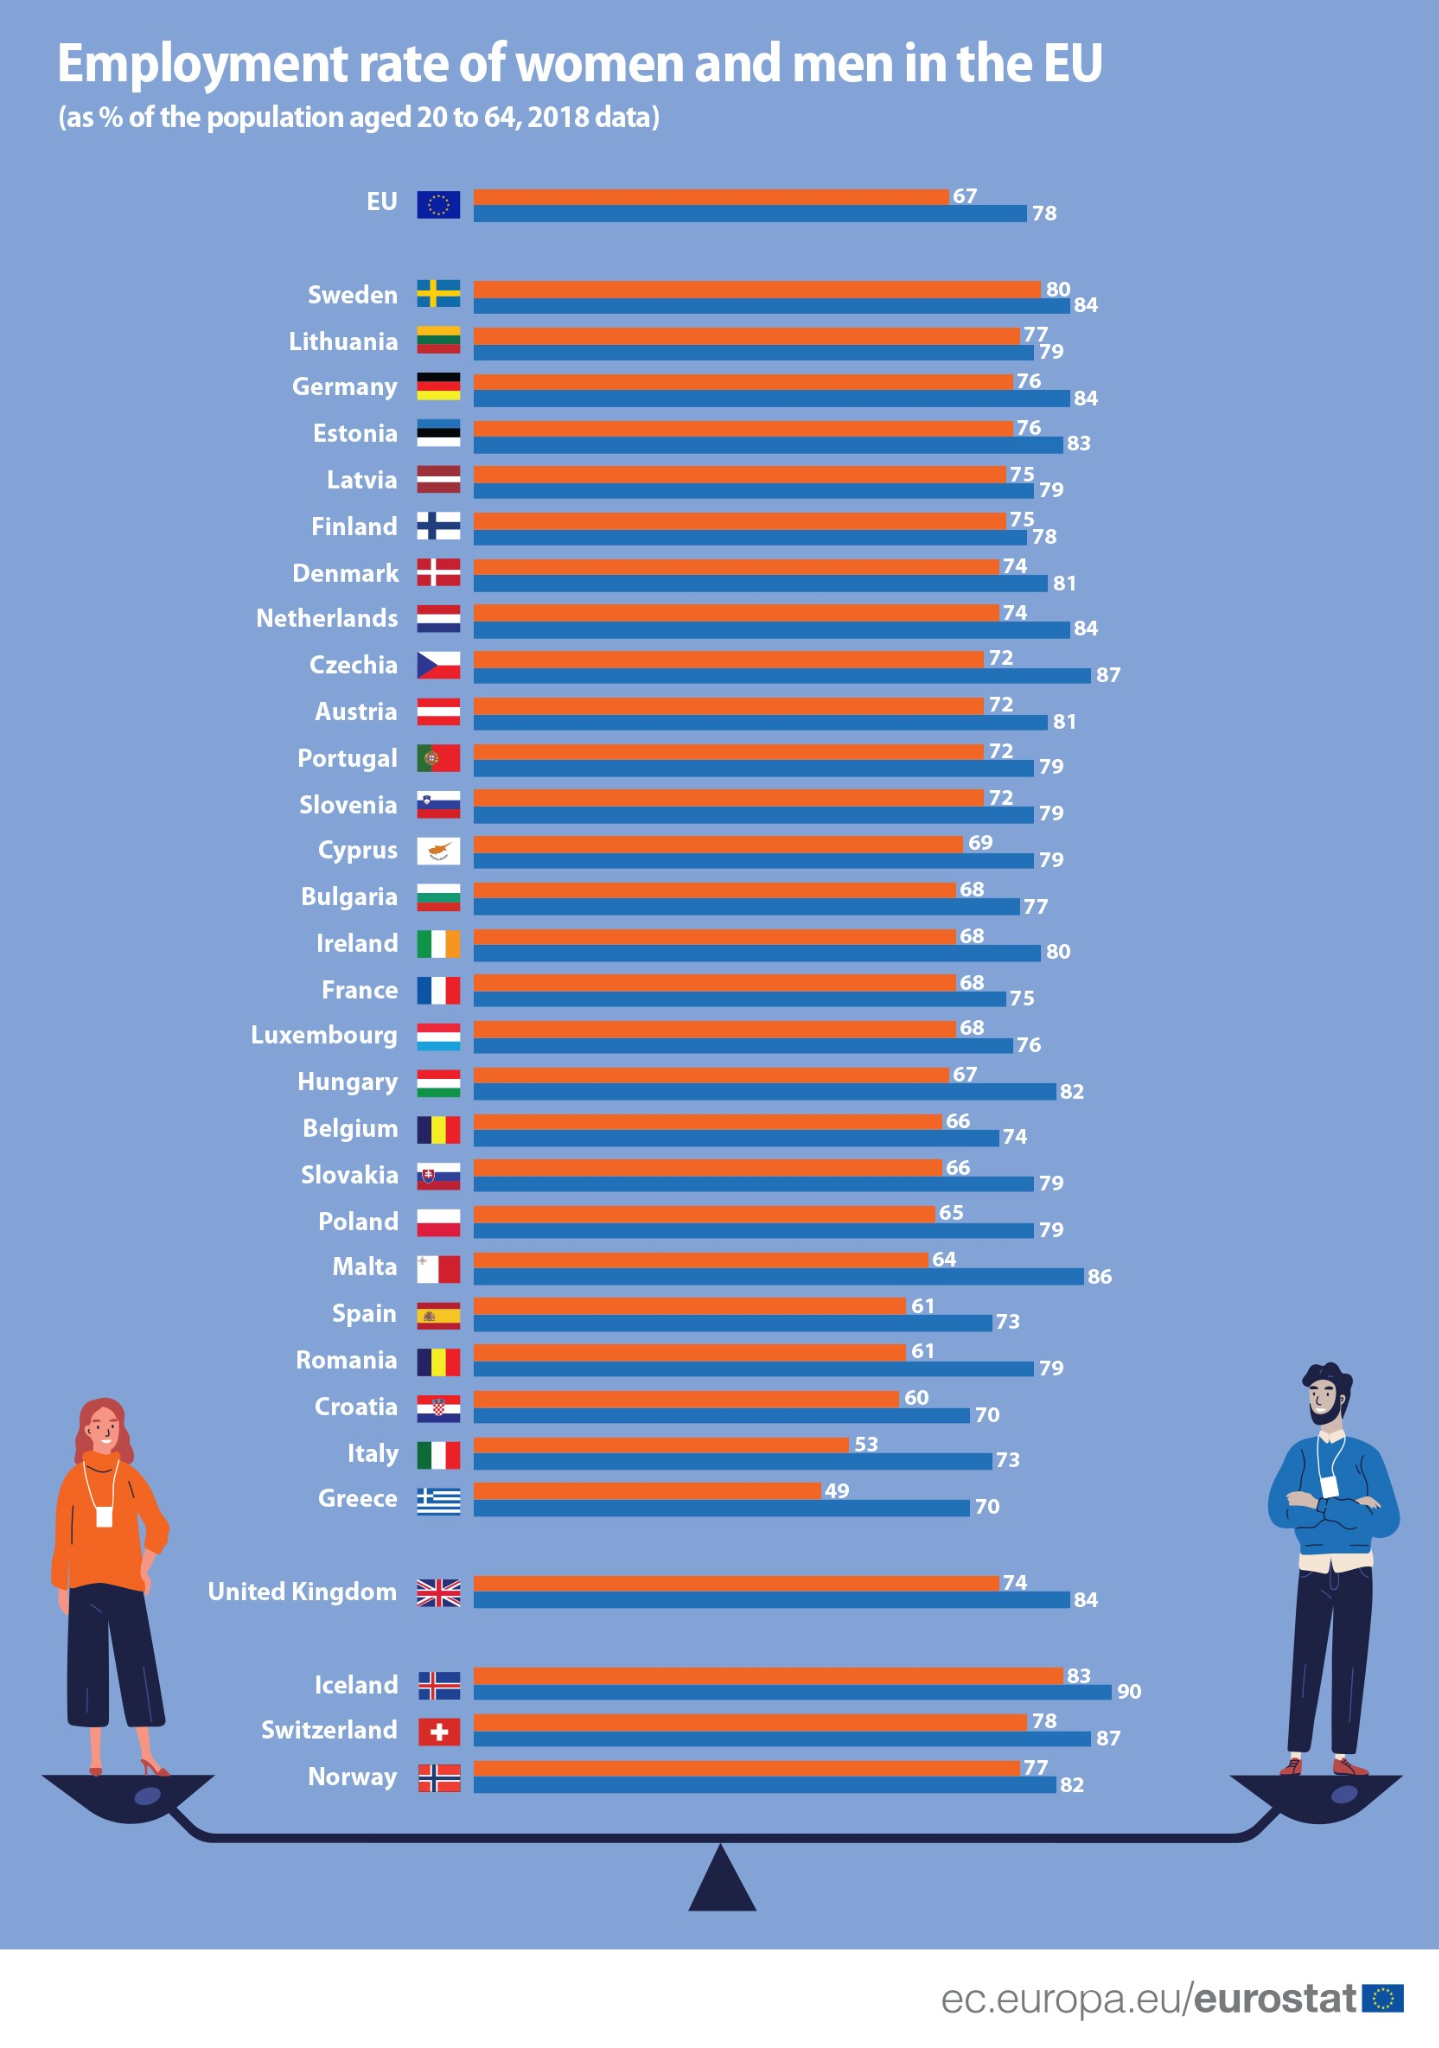 Employment rate of women and men in the EU
(as % of the population aged 20 to 64, 2018 data)
EU 67 78
Sweden 80 84
Lithuania 77 79
Germany 76 84
Estonia 76 83
Latvia 75 79
Finland 75 78
Denmark 74 81
Netherlands 74 84
Czechia 72 87
Austria 72 81
Portugal 72 79
Slovenia 72 79
Cyprus 69 79
Bulgaria 68 77
Ireland 68 80
France 68 75
Luxembourg 68 76
Hungary 67 82
Belgium 66 74
Slovakia 66 79
Poland 65 79
Malta 64 86
Spain 61 73
Romania 61 79
Croatia 60 70
Italy 53 73
Greece 49 70
United Kingdom 74 84
Iceland 83 90
Switzerland 78 87
Norway 77 82
ec.europa.eu/eurostat